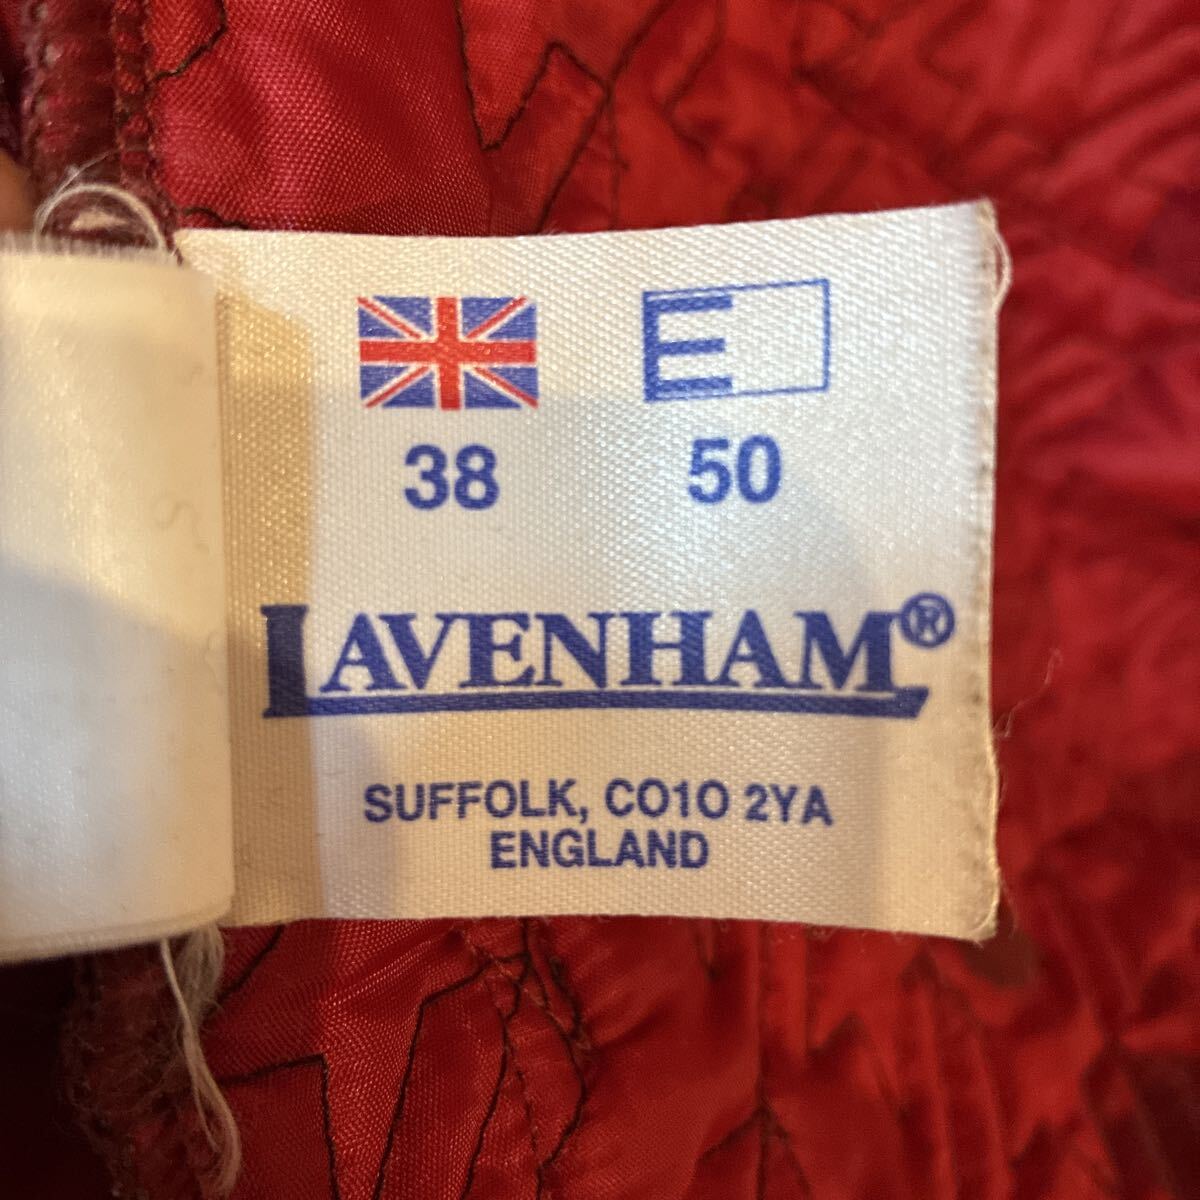 E
38 50
LAVENHAM®
SUFFOLK, CO10 2YA
ENGLAND